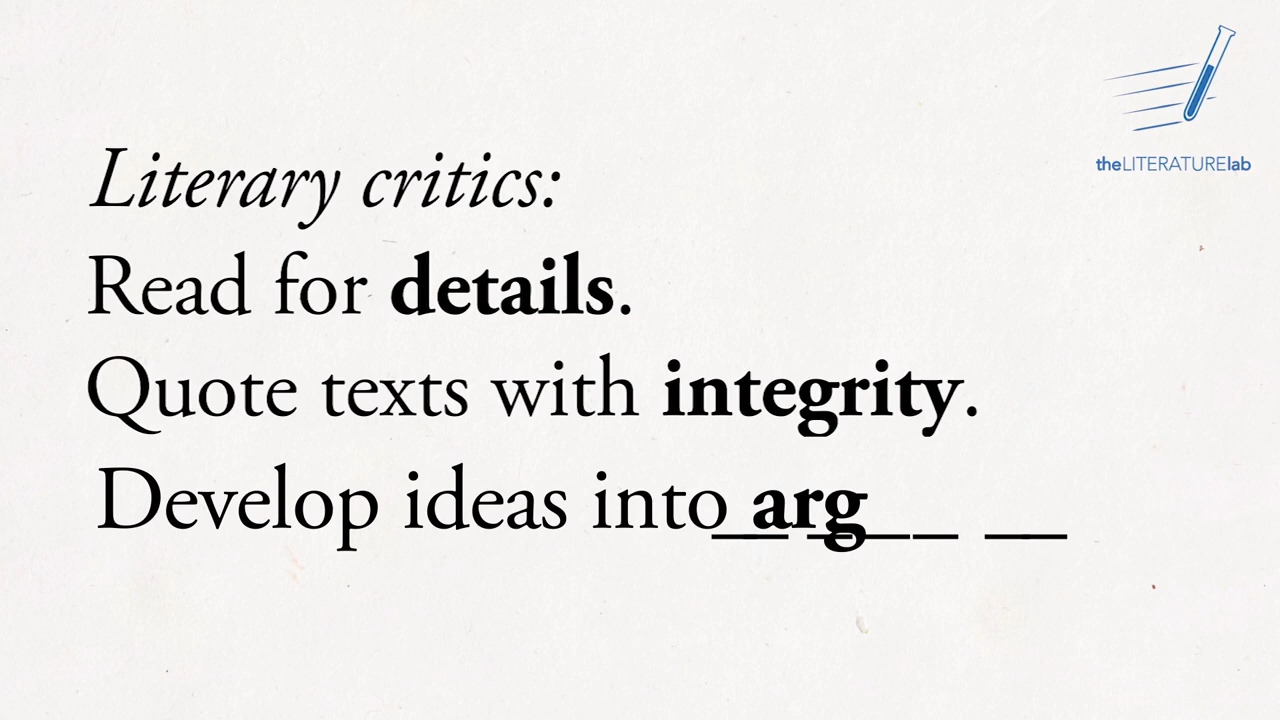 theLITERATURElab
Literary critics:
Read for details.
Quote texts with integrity.
Develop ideas into arg